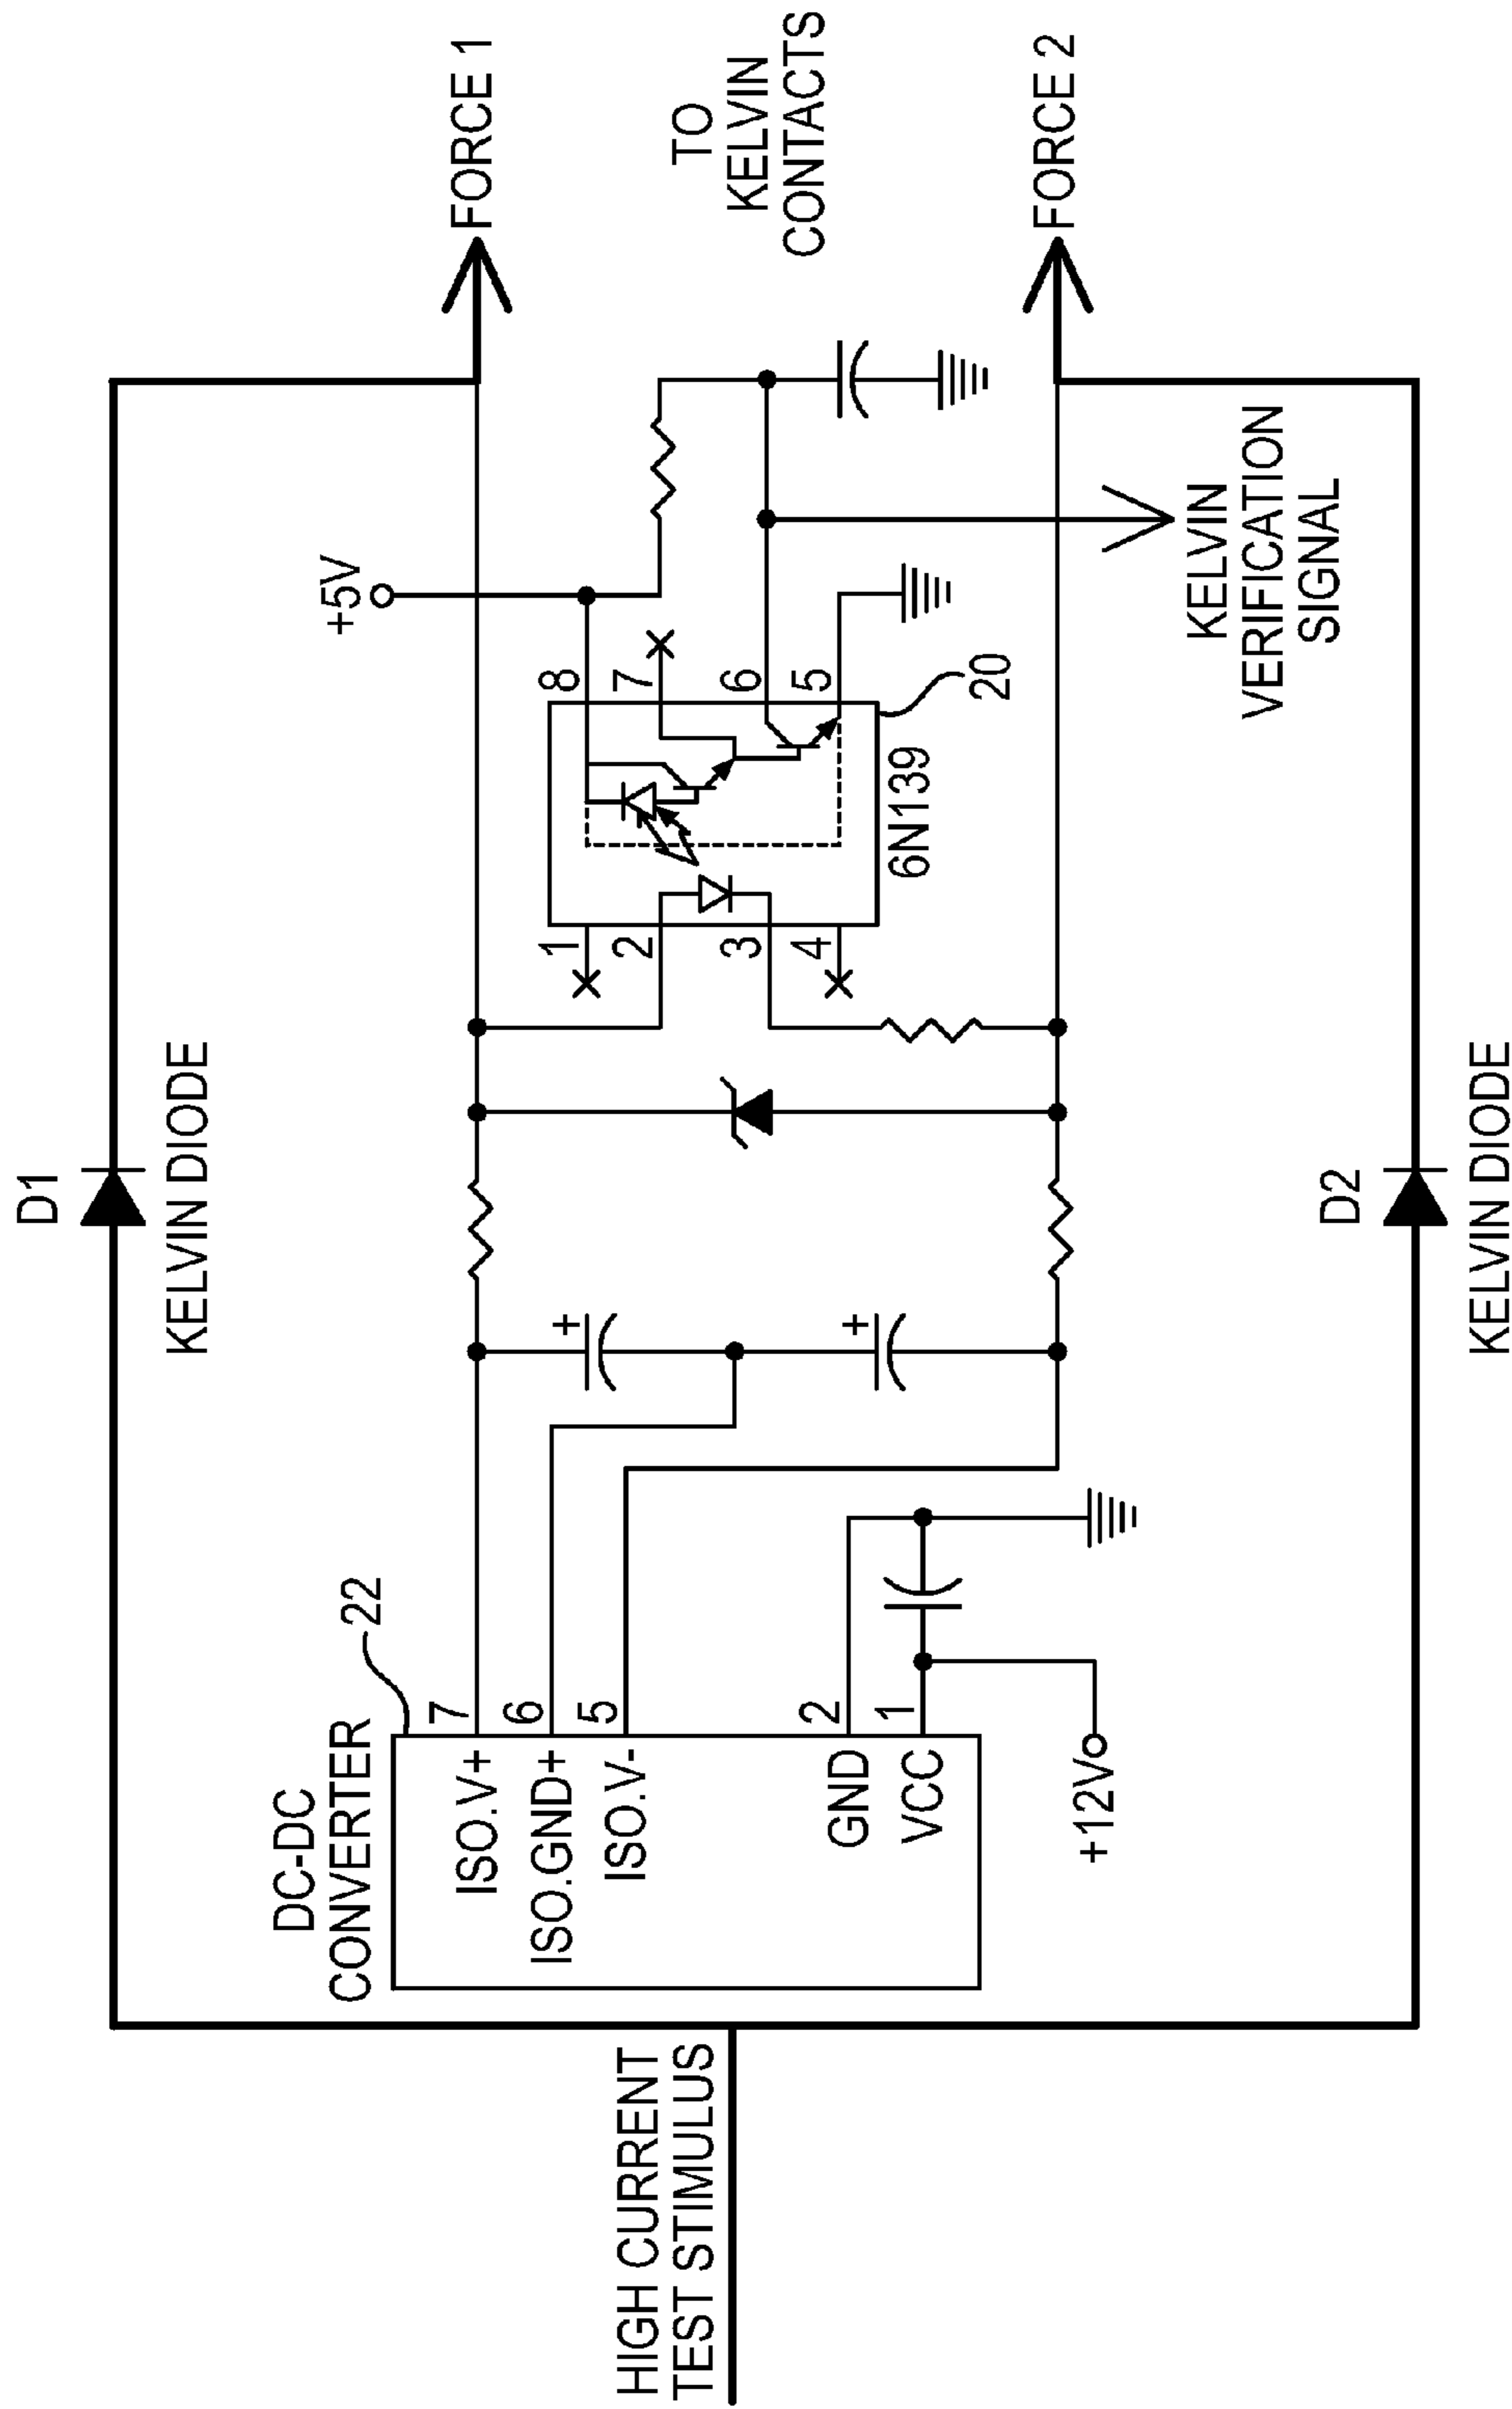 D1
KELVIN DIODE
FORCE 1
+5V
TO
KELVIN
CONTACTS
DC-DC
CONVERTER
22
ISO.V+
7
ISO.GND+
6
ISO.V-
5
GND
2
VCC
1
+12V
+
+
1
2
3
4
8
7
6
5
6N139
20
HIGH CURRENT
TEST STIMULUS
FORCE 2
KELVIN
VERIFICATION
SIGNAL
D2
KELVIN DIODE